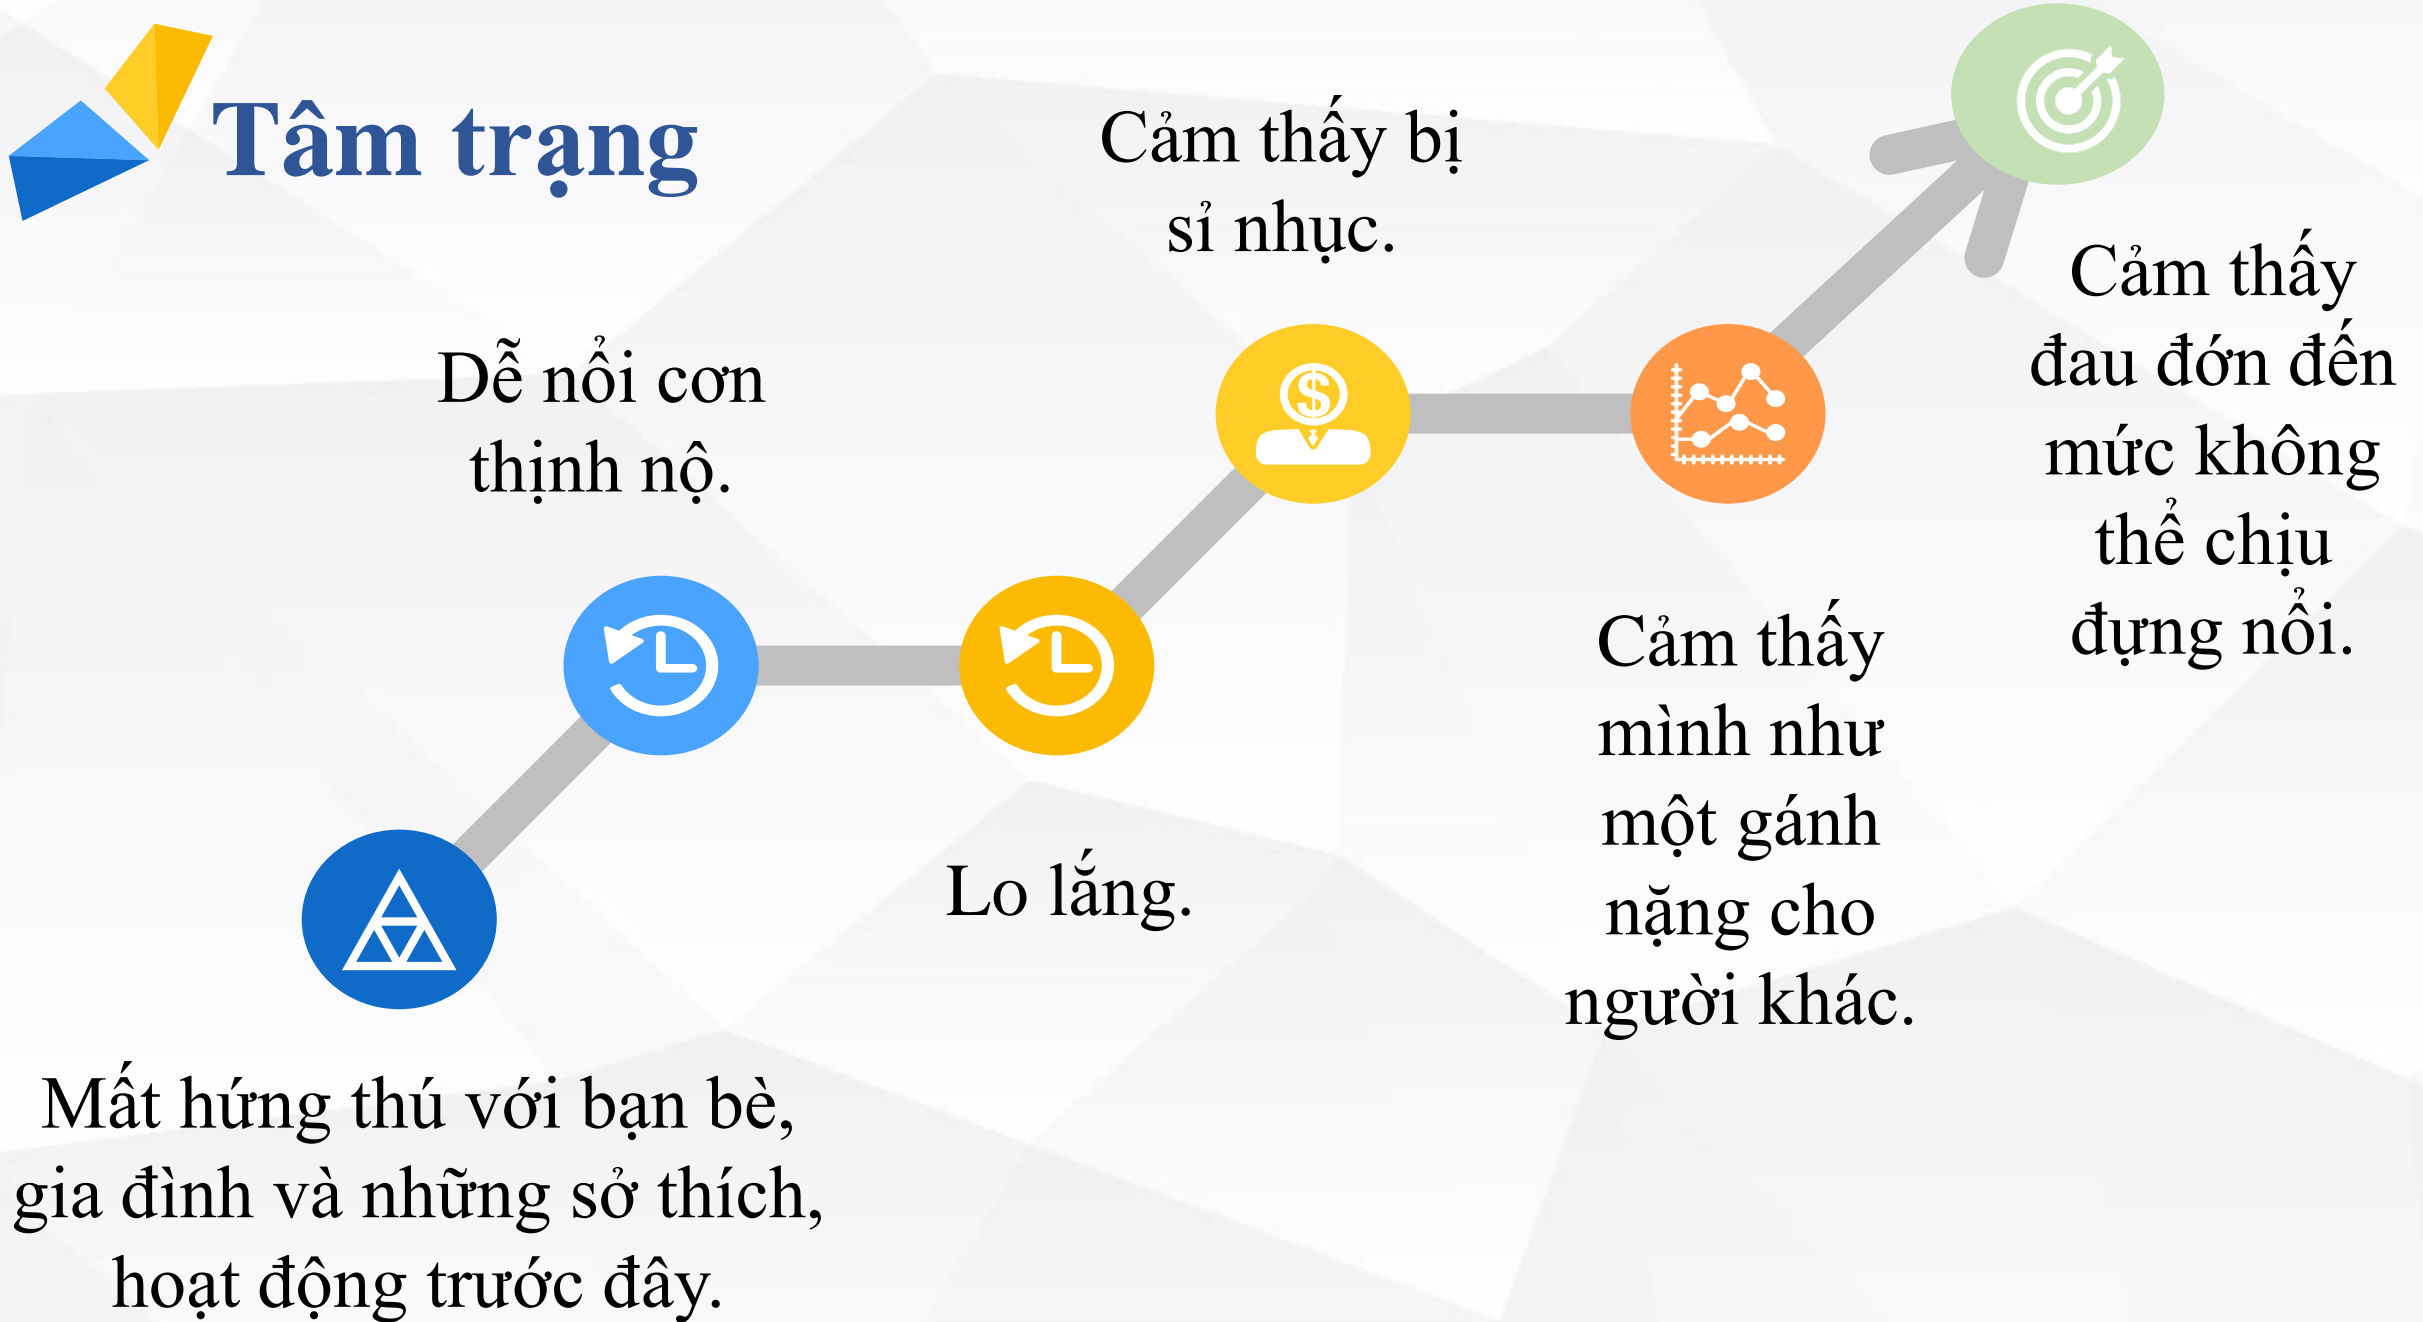 Tâm trạng
Mất hứng thú với bạn bè,
gia đình và những sở thích,
hoạt động trước đây.
Dễ nổi cơn
thịnh nộ.
Lo lắng.
Cảm thấy bị
sỉ nhục.
Cảm thấy
mình như
một gánh
nặng cho
người khác.
Cảm thấy
đau đớn đến
mức không
thể chịu
đựng nổi.